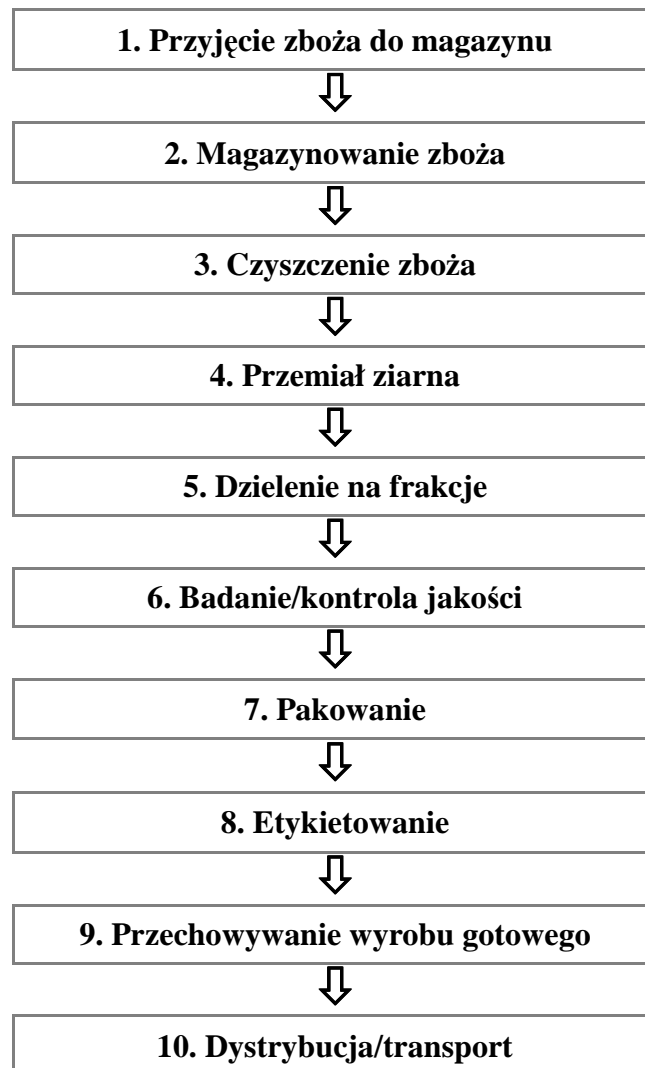 1. Przyjęcie zboża do magazynu
2. Magazynowanie zboża
3. Czyszczenie zboża
4. Przemiał ziarna
5. Dzielenie na frakcje
6. Badanie/kontrola jakości
7. Pakowanie
8. Etykietowanie
9. Przechowywanie wyrobu gotowego
10. Dystrybucja/transport